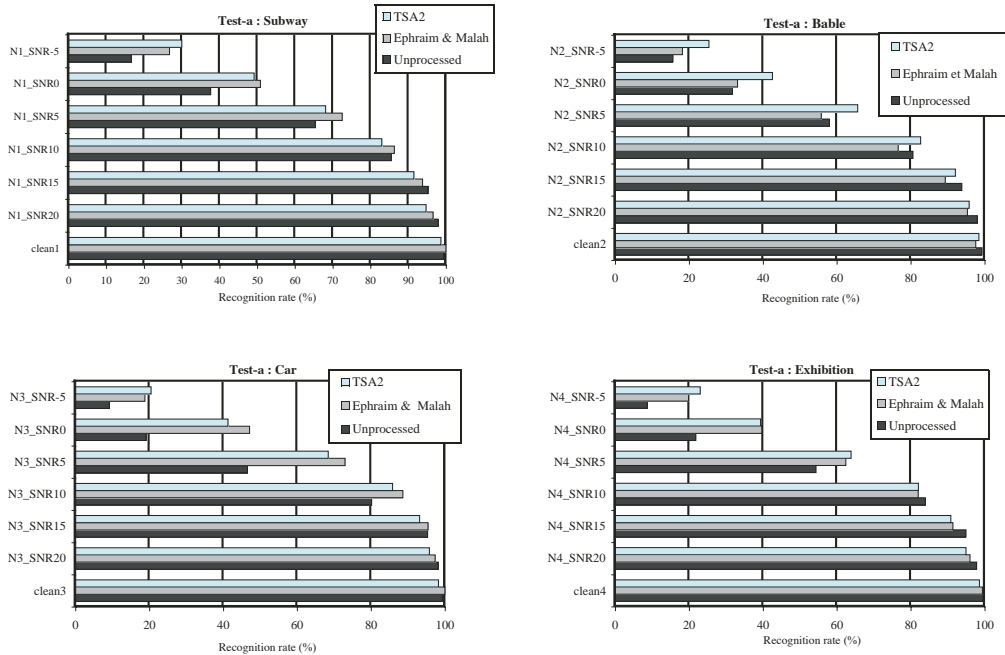 Test-a : Subway
TSA2
Ephraim & Malah
Unprocessed
N1_SNR-5
N1_SNR0
N1_SNR5
N1_SNR10
N1_SNR15
N1_SNR20
clean1
0 10 20 30 40 50 60 70 80 90 100
Recognition rate (%)
Test-a : Bable
TSA2
Ephraim et Malah
Unprocessed
N2_SNR-5
N2_SNR0
N2_SNR5
N2_SNR10
N2_SNR15
N2_SNR20
clean2
0 20 40 60 80 100
Recognition rate (%)
Test-a : Car
TSA2
Ephraim & Malah
Unprocessed
N3_SNR-5
N3_SNR0
N3_SNR5
N3_SNR10
N3_SNR15
N3_SNR20
clean3
0 20 40 60 80 100
Recognition rate (%)
Test-a : Exhibition
TSA2
Ephraim & Malah
Unprocessed
N4_SNR-5
N4_SNR0
N4_SNR5
N4_SNR10
N4_SNR15
N4_SNR20
clean4
0 20 40 60 80 100
Recognition rate (%)